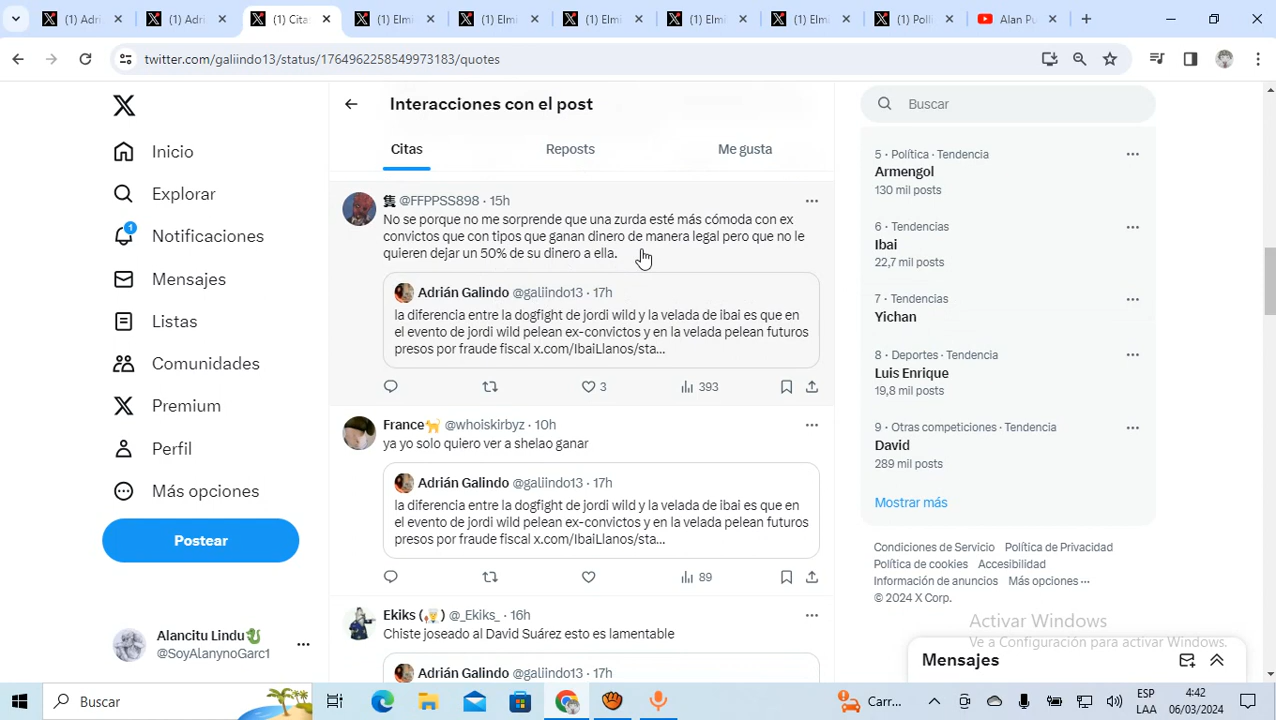 (1) Adri
(1) Adri
(1) Cita
(1) Elmi
(1) Elmi
(1) Elmi
(1) Elmi
(1) Elmi
(1) Polli
Alan Pu
twitter.com/galiindo13/status/1764962258549973183/quotes
Inicio
Explorar
1
Notificaciones
Mensajes
Listas
Comunidades
Premium
Perfil
Más opciones
Postear
Alancitu Lindu
@SoyAlanynoGarc1
Interacciones con el post
Citas
Reposts
Me gusta
隽 @FFPPSS898 · 15h
No se porque no me sorprende que una zurda esté más cómoda con ex
convictos que con tipos que ganan dinero de manera legal pero que no le
quieren dejar un 50% de su dinero a ella.
Adrián Galindo @galiindo13 · 17h
la diferencia entre la dogfight de jordi wild y la velada de ibai es que en
el evento de jordi wild pelean ex-convictos y en la velada pelean futuros
presos por fraude fiscal x.com/IbaiLlanos/sta...
3
393
France @whoiskirbyz · 10h
ya yo solo quiero ver a shelao ganar
Adrián Galindo @galiindo13 · 17h
la diferencia entre la dogfight de jordi wild y la velada de ibai es que en
el evento de jordi wild pelean ex-convictos y en la velada pelean futuros
presos por fraude fiscal x.com/IbaiLlanos/sta...
89
Ekiks ( ) @_Ekiks_ · 16h
Chiste joseado al David Suárez esto es lamentable
Adrián Galindo @galiindo13 · 17h
Buscar
5 · Política · Tendencia
Armengol
130 mil posts
6 · Tendencias
Ibai
22,7 mil posts
7 · Tendencias
Yichan
8 · Deportes · Tendencia
Luis Enrique
19,8 mil posts
9 · Otras competiciones · Tendencia
David
289 mil posts
Mostrar más
Condiciones de Servicio Política de Privacidad
Política de cookies Accesibilidad
Información de anuncios Más opciones ···
© 2024 X Corp.
Activar Windows
Ve a Configuración para activar Windows.
Mensajes
Buscar
Carr...
ESP
LAA
4:42
06/03/2024